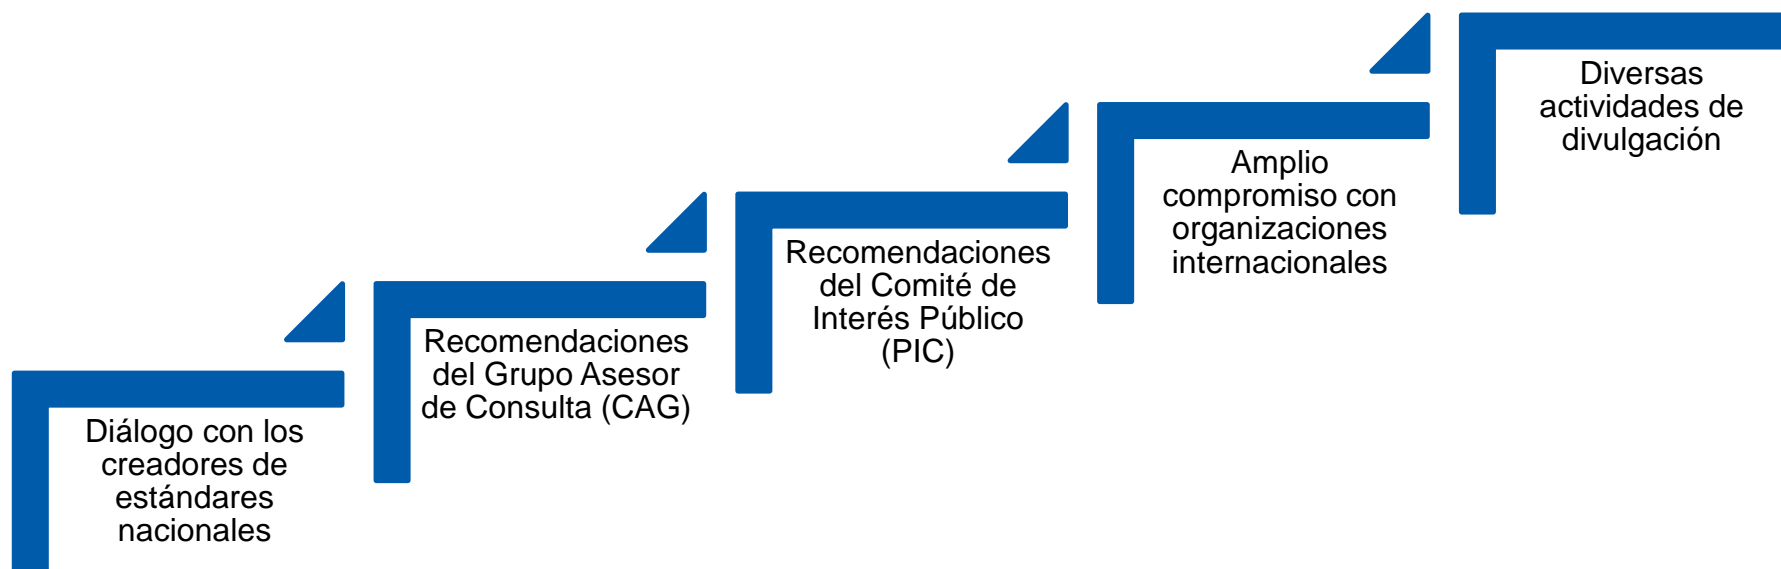 Diálogo con los
creadores de
estándares
nacionales
Recomendaciones
del Grupo Asesor
de Consulta (CAG)
Recomendaciones
del Comité de
Interés Público
(PIC)
Amplio
compromiso con
organizaciones
internacionales
Diversas
actividades de
divulgación